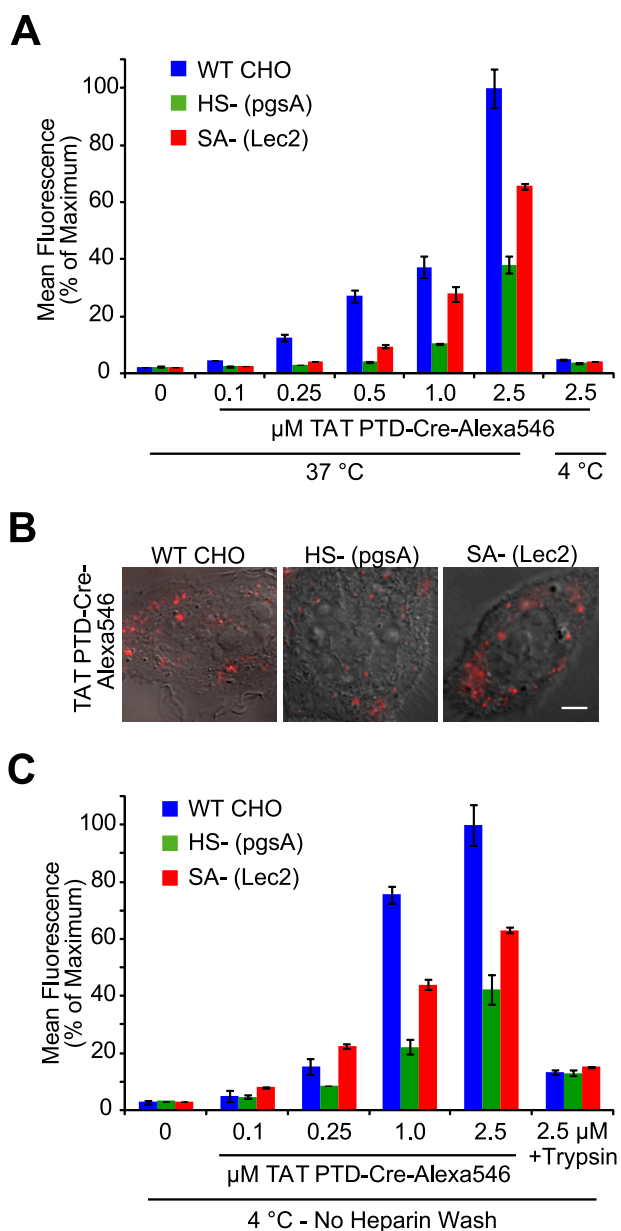 A
Mean Fluorescence
(% of Maximum)
100
80
60
40
20
0
WT CHO
HS- (pgsA)
SA- (Lec2)
0 0.1 0.25 0.5 1.0 2.5 2.5
µM TAT PTD-Cre-Alexa546
37 °C 4 °C
B
WT CHO HS- (pgsA) SA- (Lec2)
TAT PTD-Cre-
Alexa546
C
Mean Fluorescence
(% of Maximum)
100
80
60
40
20
0
WT CHO
HS- (pgsA)
SA- (Lec2)
0 0.1 0.25 1.0 2.5 2.5 µM
+Trypsin
µM TAT PTD-Cre-Alexa546
4 °C - No Heparin Wash